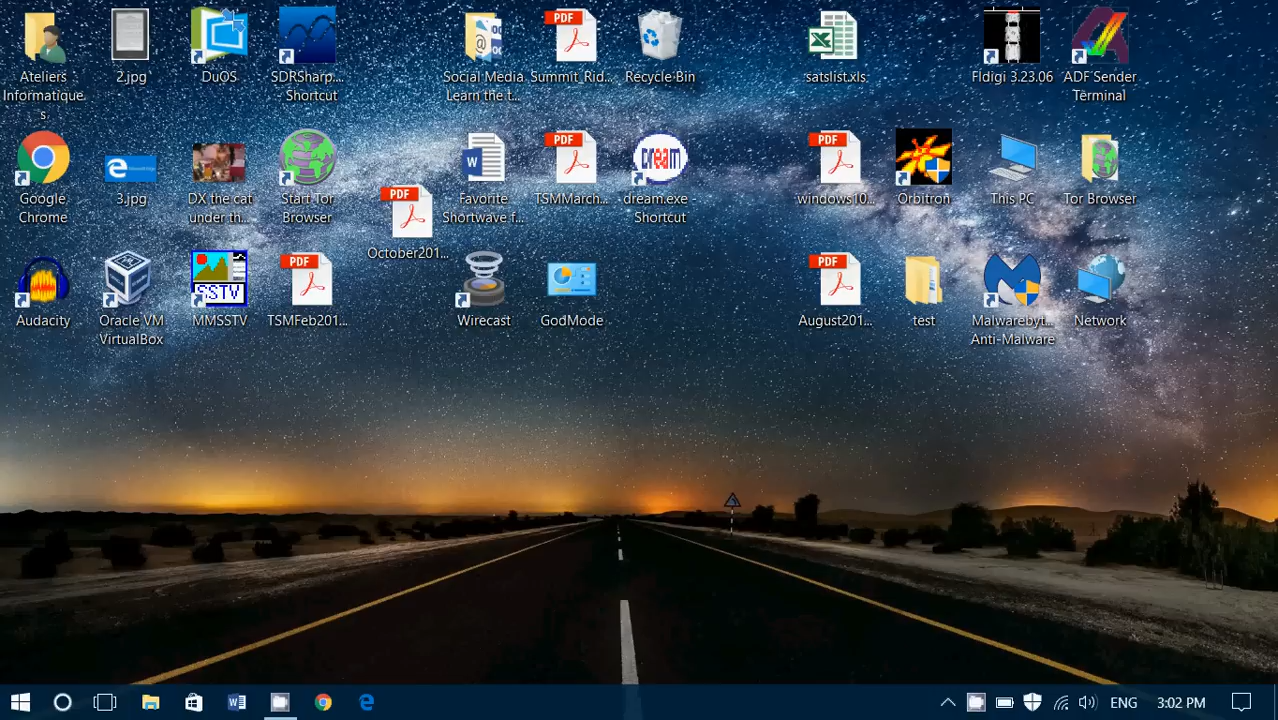 Ateliers
Informatique
s
2.jpg
DuOS
SDRSharp...
- Shortcut
Social Media
Learn the t...
PDF
Summit_Rid...
Recycle Bin
satslist.xls
Fldigi 3.23.06
ADF Sender
Terminal
Google
Chrome
3.jpg
DX the cat
under th...
Start Tor
Browser
PDF
October201...
Favorite
Shortwave f...
PDF
TSMMarch...
dream
dream.exe -
Shortcut
PDF
windows10...
Orbitron
This PC
Tor Browser
Audacity
Oracle VM
VirtualBox
SSTV
MMSSTV
PDF
TSMFeb201...
Wirecast
GodMode
PDF
August201...
test
Malwarebyt...
Anti-Malware
Network
ENG
3:02 PM